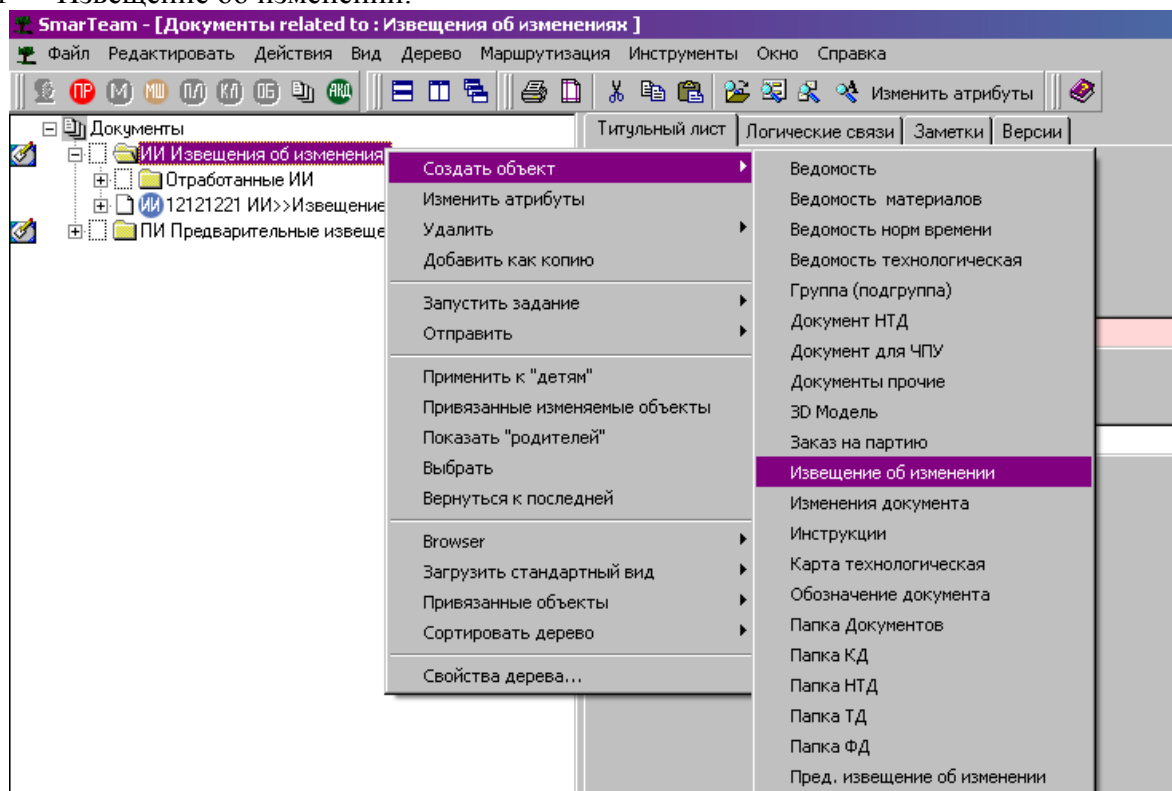 Извещение об изменении.
SmarTeam - [Документы related to : Извещения об изменениях ]
Файл Редактировать Действия Вид Дерево Маршрутизация Инструменты Окно Справка
ПР М МШ ПЛ КЛ ОБ АКД Изменить атрибуты
Документы
ИИ Извещения об изменения
Отработанные ИИ
ИИ 12121221 ИИ>>Извещение
ПИ Предварительные извеще
Титульный лист Логические связи Заметки Версии
Создать объект
Изменить атрибуты
Удалить
Добавить как копию
Запустить задание
Отправить
Применить к "детям"
Привязанные изменяемые объекты
Показать "родителей"
Выбрать
Вернуться к последней
Browser
Загрузить стандартный вид
Привязанные объекты
Сортировать дерево
Свойства дерева...
Ведомость
Ведомость материалов
Ведомость норм времени
Ведомость технологическая
Группа (подгруппа)
Документ НТД
Документ для ЧПУ
Документы прочие
3D Модель
Заказ на партию
Извещение об изменении
Изменения документа
Инструкции
Карта технологическая
Обозначение документа
Папка Документов
Папка КД
Папка НТД
Папка ТД
Папка ФД
Пред. извещение об изменении